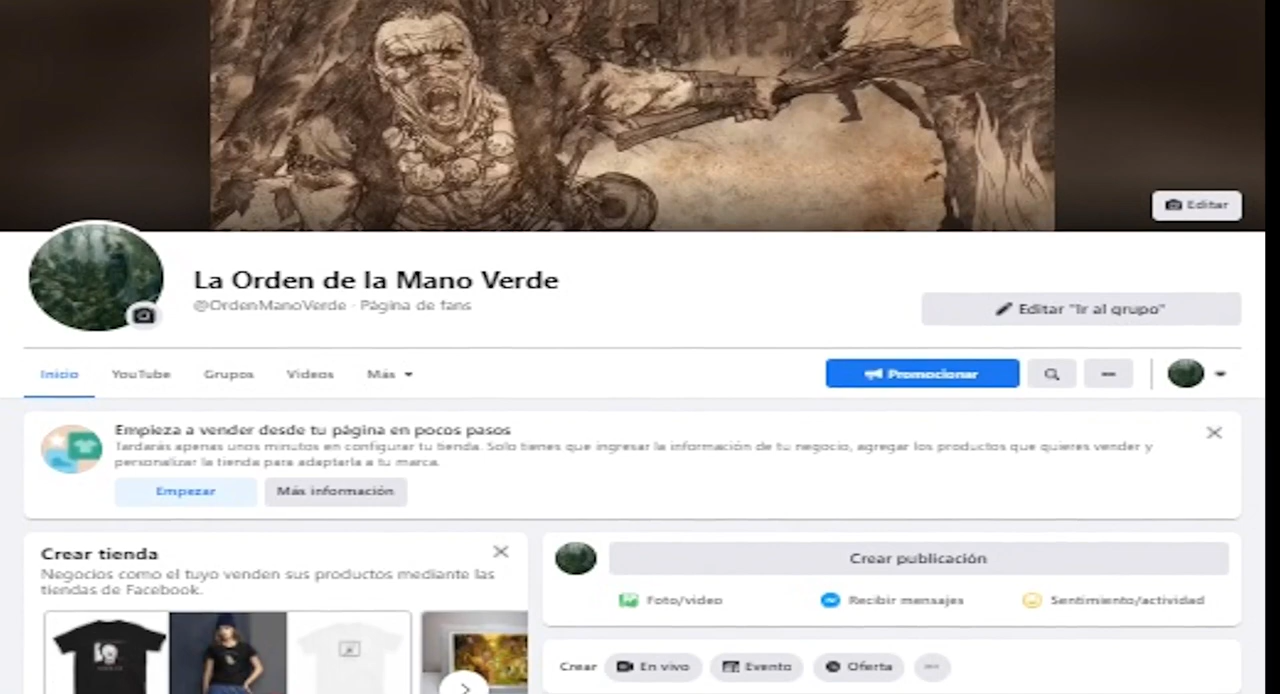 Editar
La Orden de la Mano Verde
@OrdenManoVerde · Página de fans
Editar "Ir al grupo"
Inicio YouTube Grupos Videos Más
Promocionar
Empieza a vender desde tu página en pocos pasos
Tardarás apenas unos minutos en configurar tu tienda. Solo tienes que ingresar la información de tu negocio, agregar los productos que quieres vender y
personalizar la tienda para adaptarla a tu marca.
Empezar Más información
Crear tienda
Negocios como el tuyo venden sus productos mediante las
tiendas de Facebook.
Crear publicación
Foto/video Recibir mensajes Sentimiento/actividad
Crear En vivo Evento Oferta